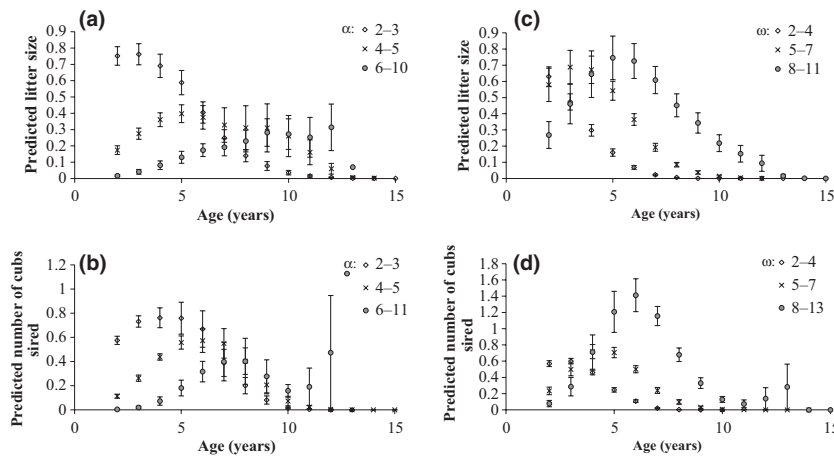 (a)
α: 2–3
4–5
6–10
Predicted litter size
0.9
0.8
0.7
0.6
0.5
0.4
0.3
0.2
0.1
0
0 5 10 15
Age (years)
(c)
ω: 2–4
5–7
8–11
Predicted litter size
0.9
0.8
0.7
0.6
0.5
0.4
0.3
0.2
0.1
0
0 5 10 15
Age (years)
(b)
α: 2–3
4–5
6–11
Predicted number of cubs
sired
1.2
1
0.8
0.6
0.4
0.2
0
0 5 10 15
Age (years)
(d)
ω: 2–4
5–7
8–13
Predicted number of cubs
sired
1.8
1.6
1.4
1.2
1
0.8
0.6
0.4
0.2
0
0 5 10 15
Age (years)